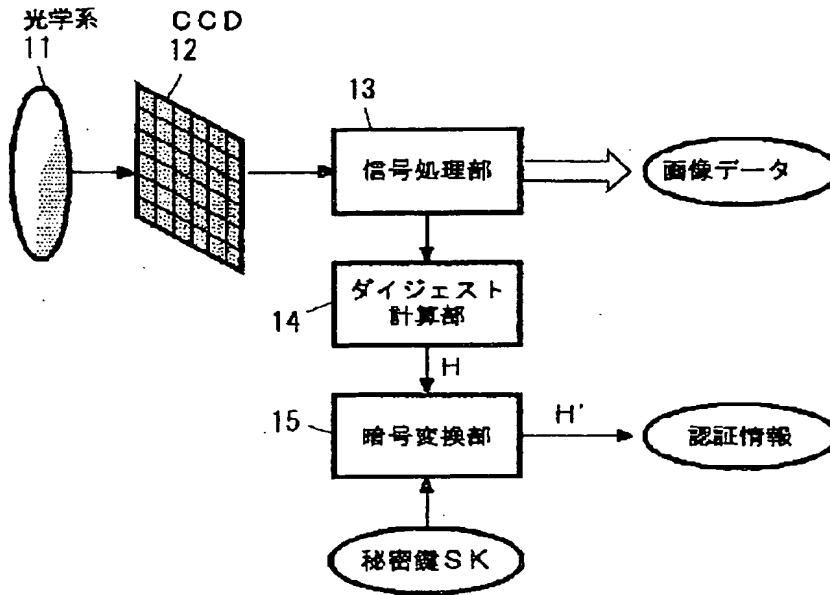 光学系
11
CCD
12
13
信号処理部
画像データ
ダイジェスト
計算部
14
H
15
暗号変換部
H'
認証情報
秘密鍵SK